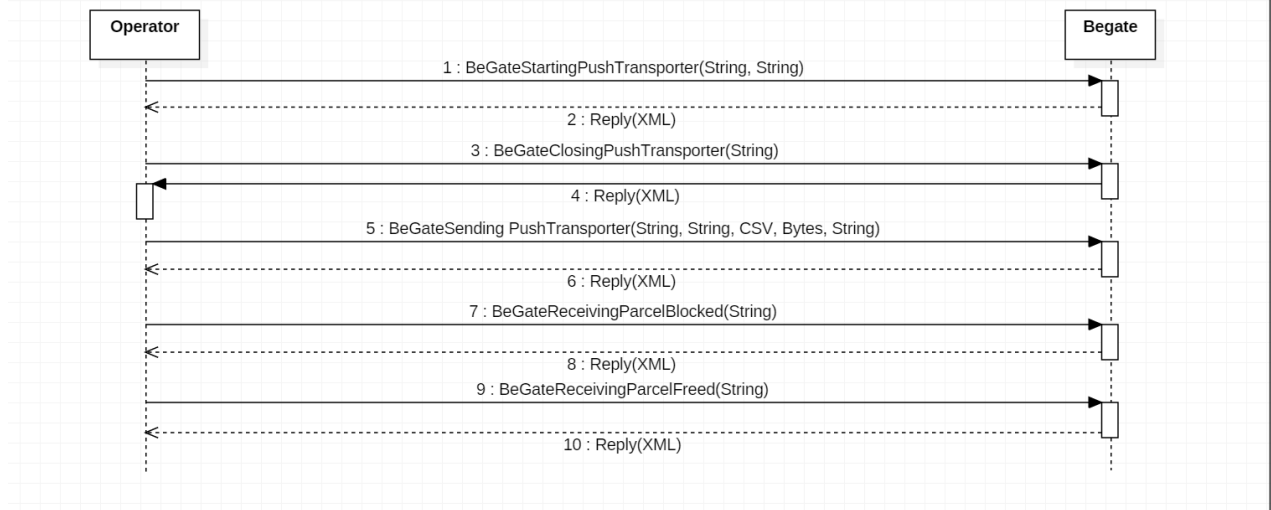 Operator
Begate
1 : BeGateStartingPushTransporter(String, String)
2 : Reply(XML)
3 : BeGateClosingPushTransporter(String)
4 : Reply(XML)
5 : BeGateSending PushTransporter(String, String, CSV, Bytes, String)
6 : Reply(XML)
7 : BeGateReceivingParcelBlocked(String)
8 : Reply(XML)
9 : BeGateReceivingParcelFreed(String)
10 : Reply(XML)